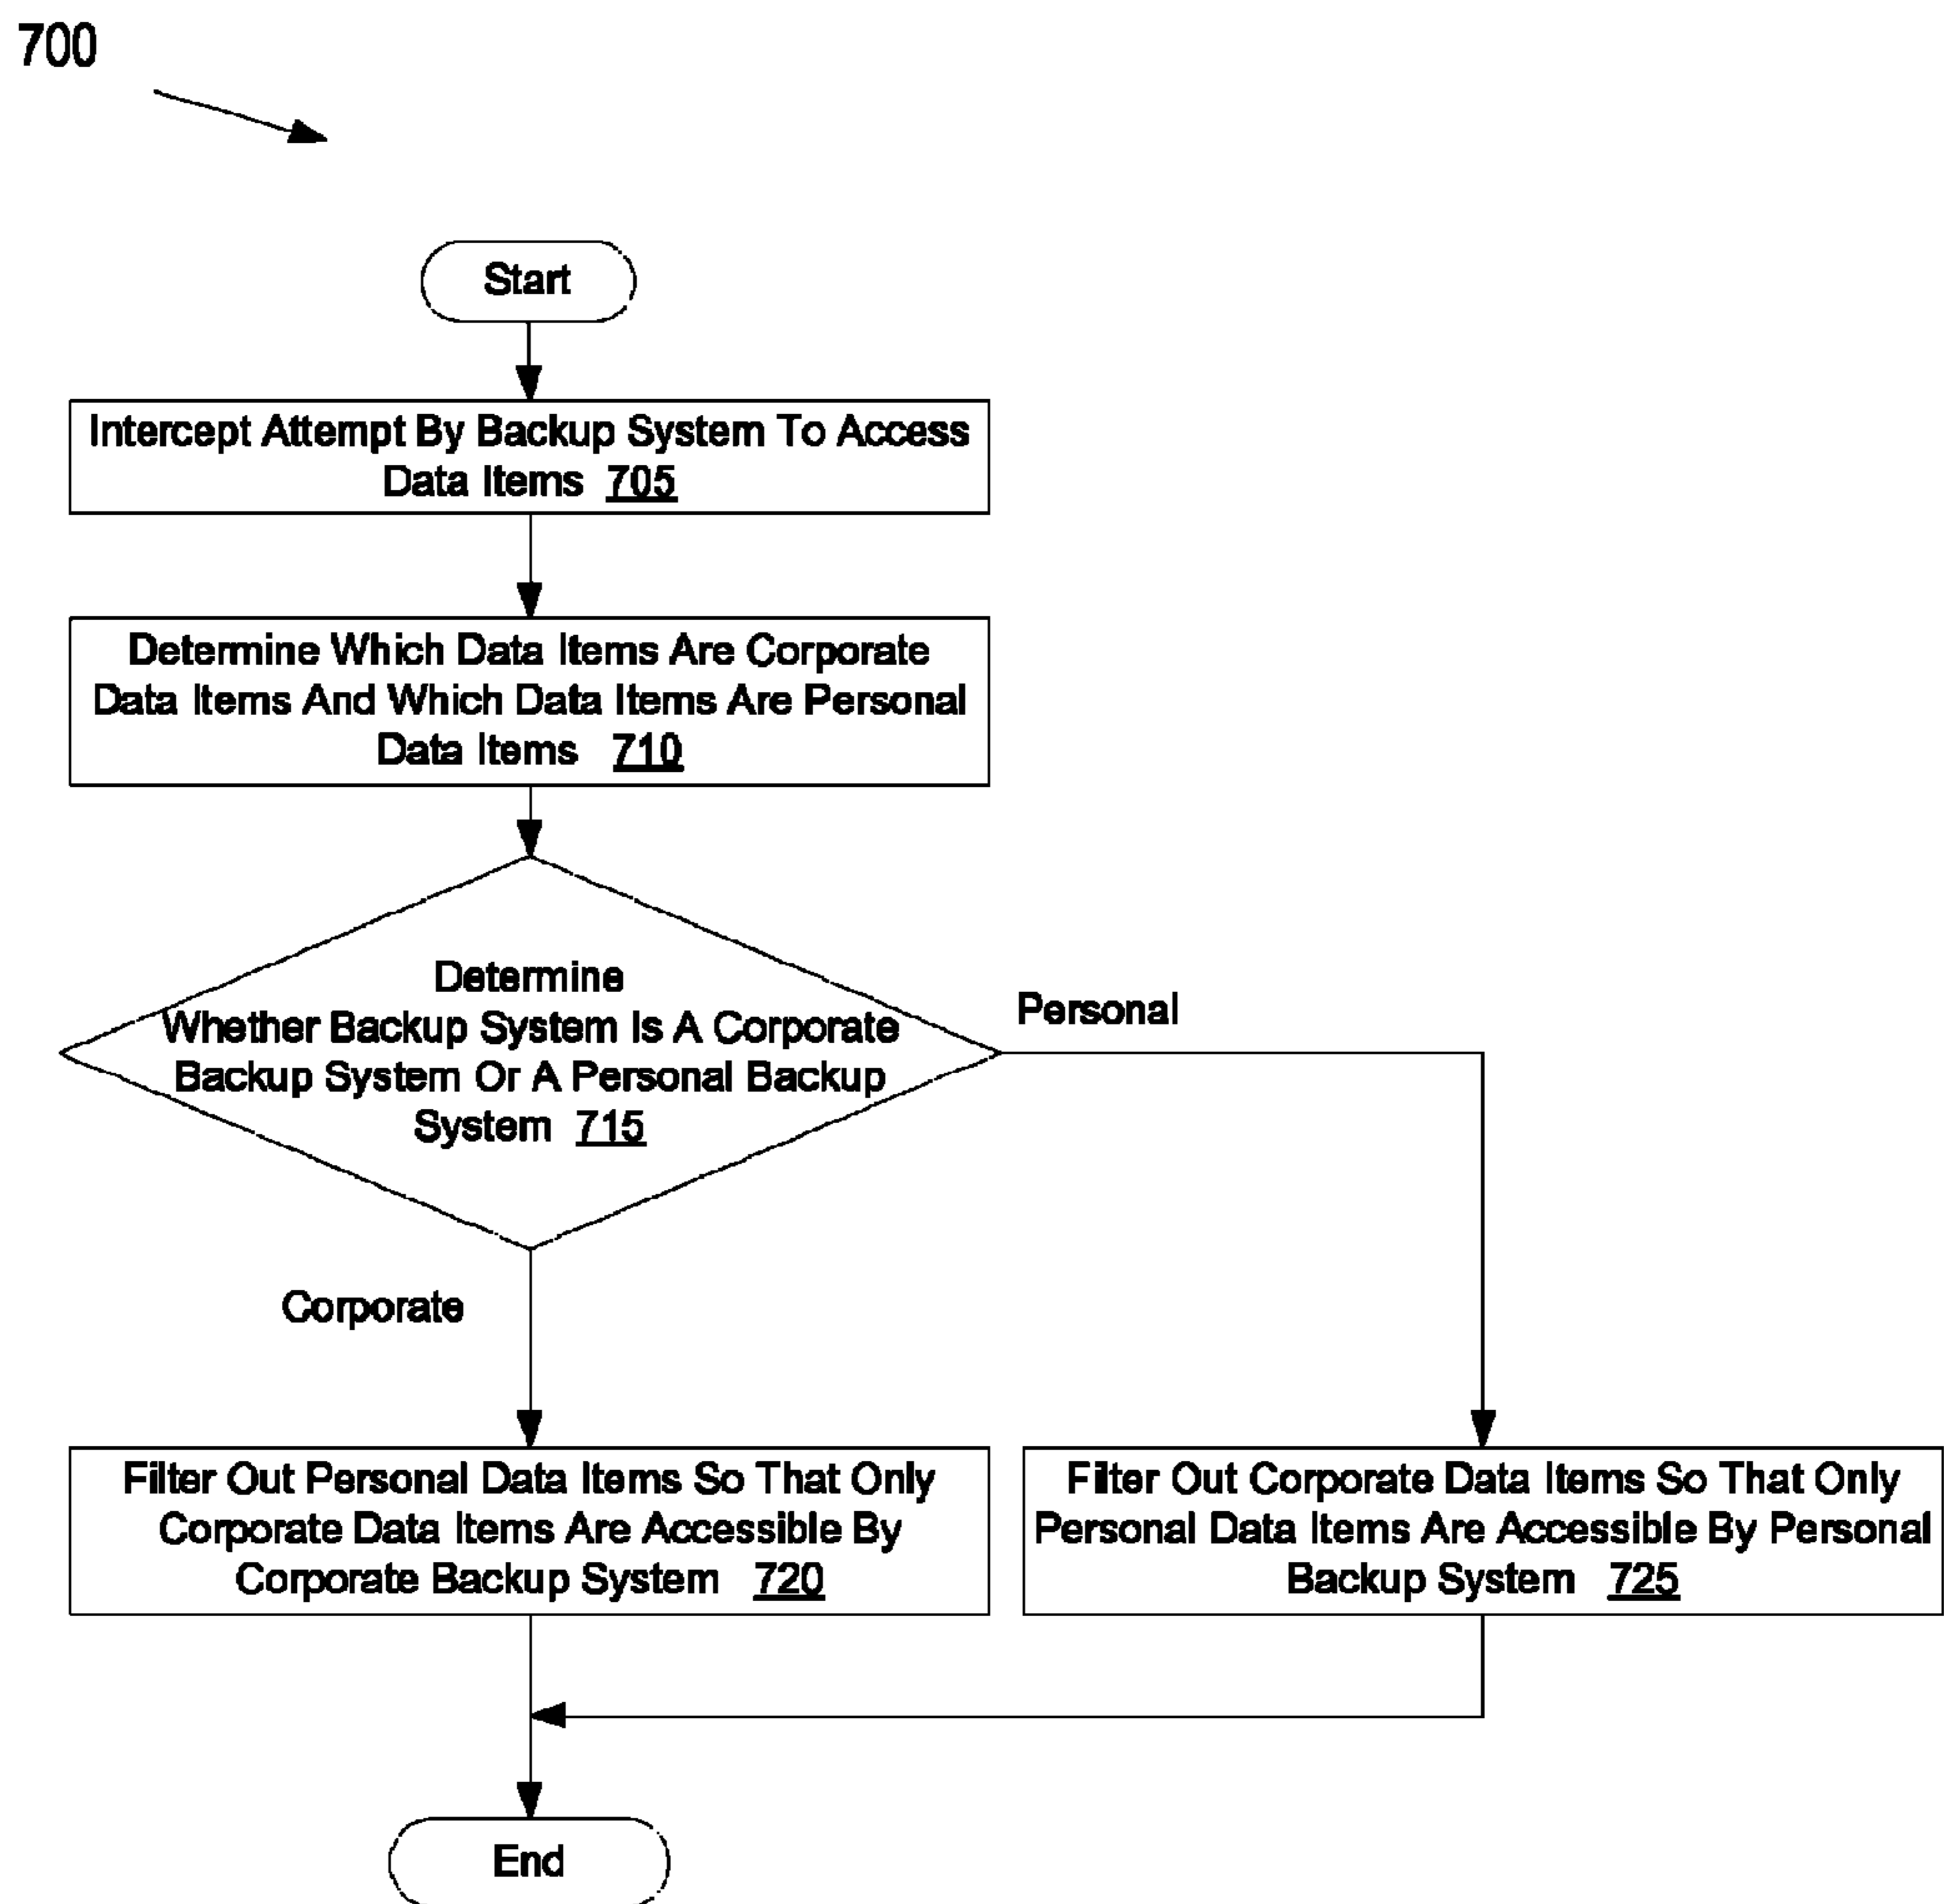 700
Start
Intercept Attempt By Backup System To Access
Data Items 705
Determine Which Data Items Are Corporate
Data Items And Which Data Items Are Personal
Data Items 710
Determine
Whether Backup System Is A Corporate
Backup System Or A Personal Backup
System 715
Personal
Corporate
Filter Out Personal Data Items So That Only
Corporate Data Items Are Accessible By
Corporate Backup System 720
Filter Out Corporate Data Items So That Only
Personal Data Items Are Accessible By Personal
Backup System 725
End